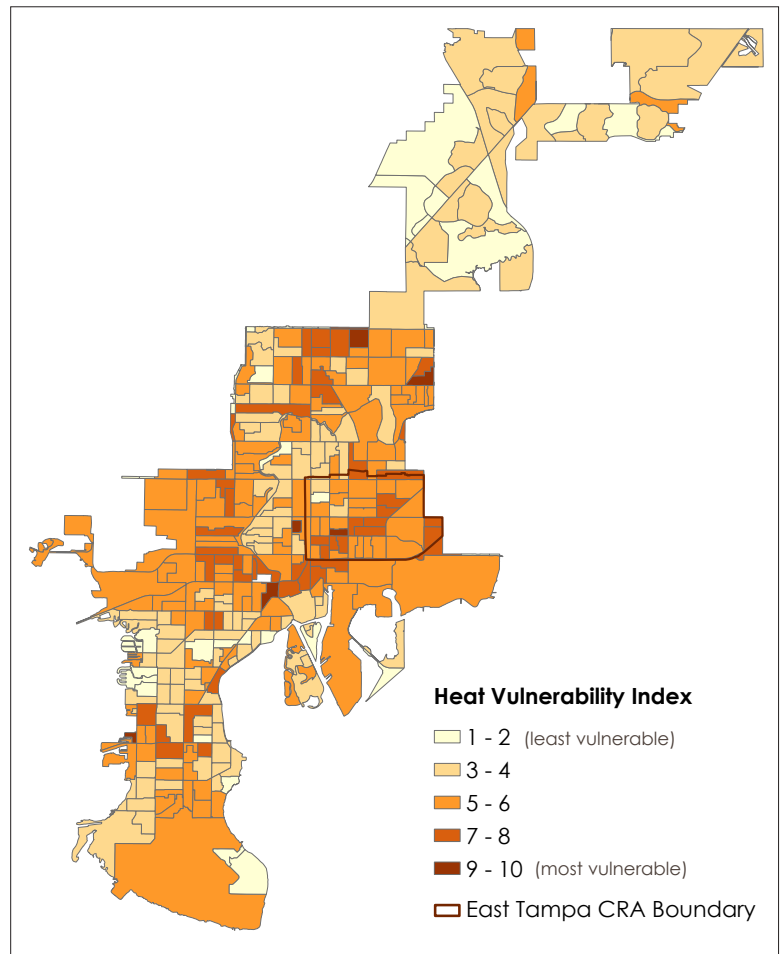 Heat Vulnerability Index
1 - 2 (least vulnerable)
3 - 4
5 - 6
7 - 8
9 - 10 (most vulnerable)
East Tampa CRA Boundary